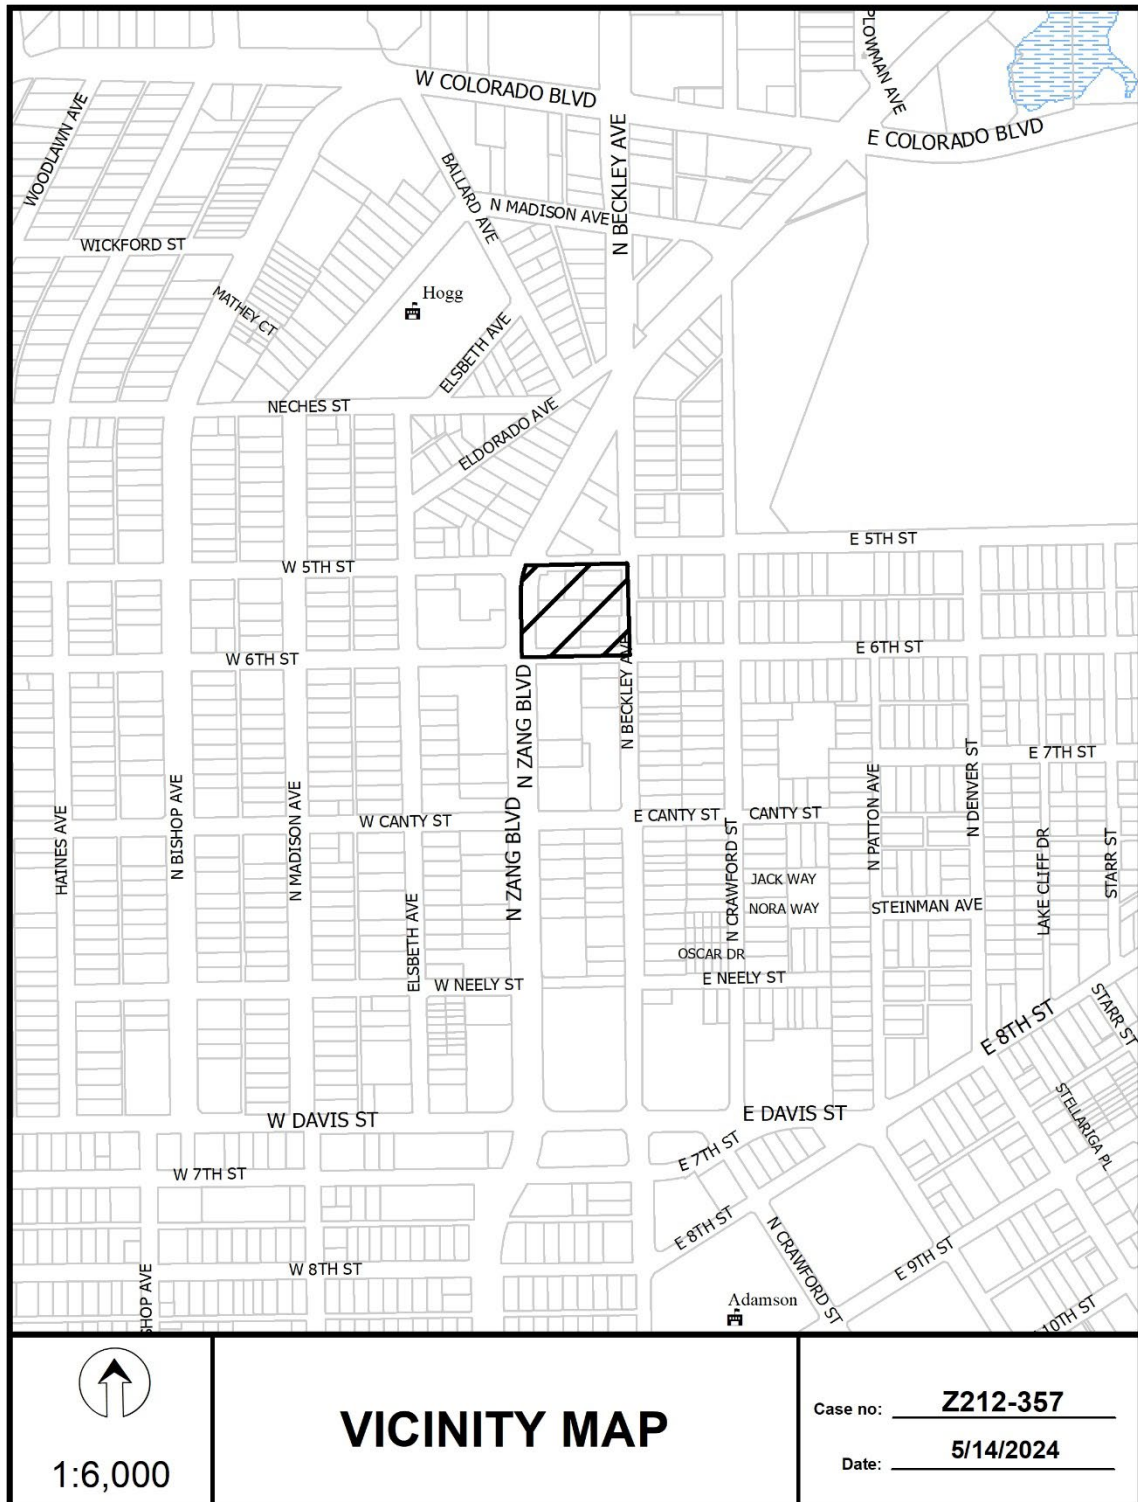 PLOWMAN AVE
W COLORADO BLVD
E COLORADO BLVD
WOODLAWN AVE
N BECKLEY AVE
BALLARD AVE
N MADISON AVE
WICKFORD ST
MATHEY CT
Hogg
ELSBETH AVE
NECHES ST
ELDORADO AVE
E 5TH ST
W 5TH ST
W 6TH ST
E 6TH ST
N ZANG BLVD
N BECKLEY AVE
E 7TH ST
HAINES AVE
N BISHOP AVE
N MADISON AVE
W CANTY ST
N ZANG BLVD
E CANTY ST
CANTY ST
N CRAWFORD ST
N PATTON AVE
N DENVER ST
LAKE CLIFF DR
STARR ST
JACK WAY
NORA WAY
STEINMAN AVE
ELSBETH AVE
OSCAR DR
W NEELY ST
E NEELY ST
E 8TH ST
STARR ST
W DAVIS ST
E DAVIS ST
STELLARIGA PL
E 7TH ST
W 7TH ST
E 8TH ST
N CRAWFORD ST
E 9TH ST
W 8TH ST
SHOP AVE
Adamson
10TH ST
1:6,000
VICINITY MAP
Case no: Z212-357
Date: 5/14/2024